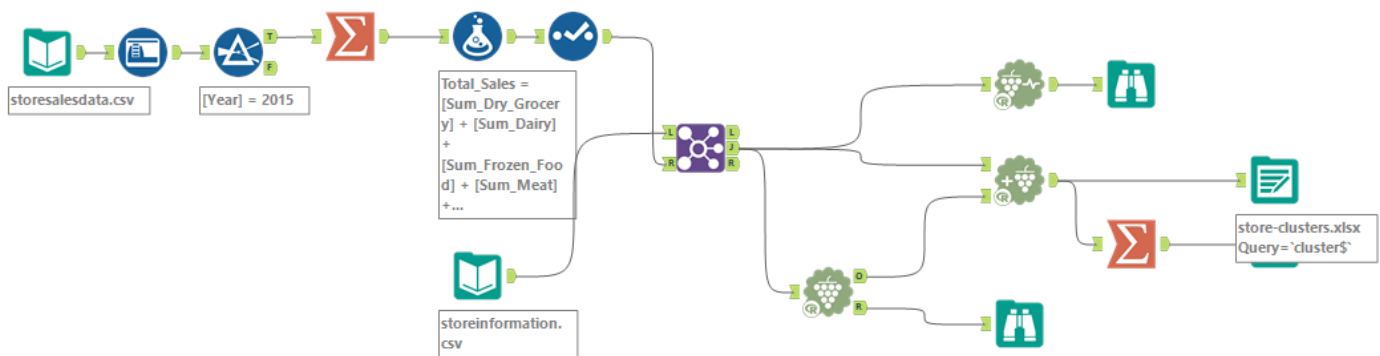 storesalesdata.csv
[Year] = 2015
T
F
Total_Sales =
[Sum_Dry_Grocer
y] + [Sum_Dairy]
+
[Sum_Frozen_Foo
d] + [Sum_Meat]
+...
storeinformation.
csv
L
R
L
J
R
O
R
R
R
R
store-clusters.xlsx
Query=`cluster$`